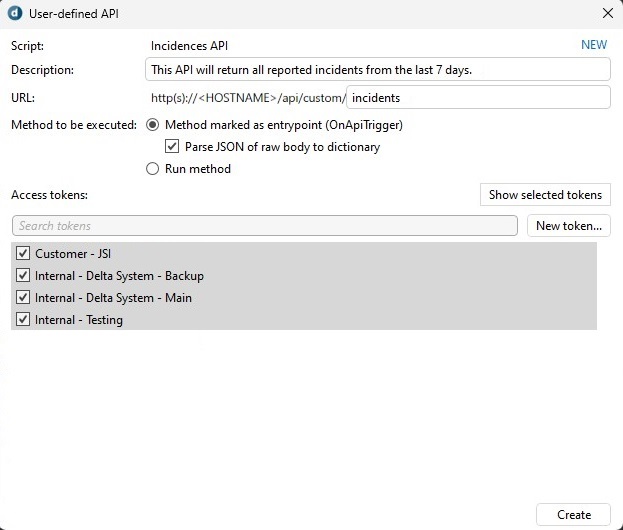 User-defined API
Script: Incidences API NEW
Description: This API will return all reported incidents from the last 7 days.
URL: http(s)://<HOSTNAME>/api/custom/ incidents
Method to be executed: Method marked as entrypoint (OnApiTrigger)
Parse JSON of raw body to dictionary
Run method
Access tokens: Show selected tokens
Search tokens New token...
Customer - JSI
Internal - Delta System - Backup
Internal - Delta System - Main
Internal - Testing
Create